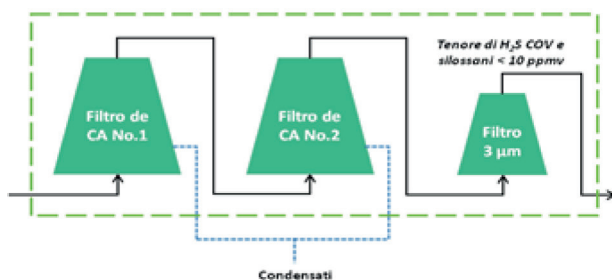 Tenore di H₂S COV e
silossani < 10 ppmv
Filtro de
CA No.1
Filtro de
CA No.2
Filtro
3 µm
Condensati